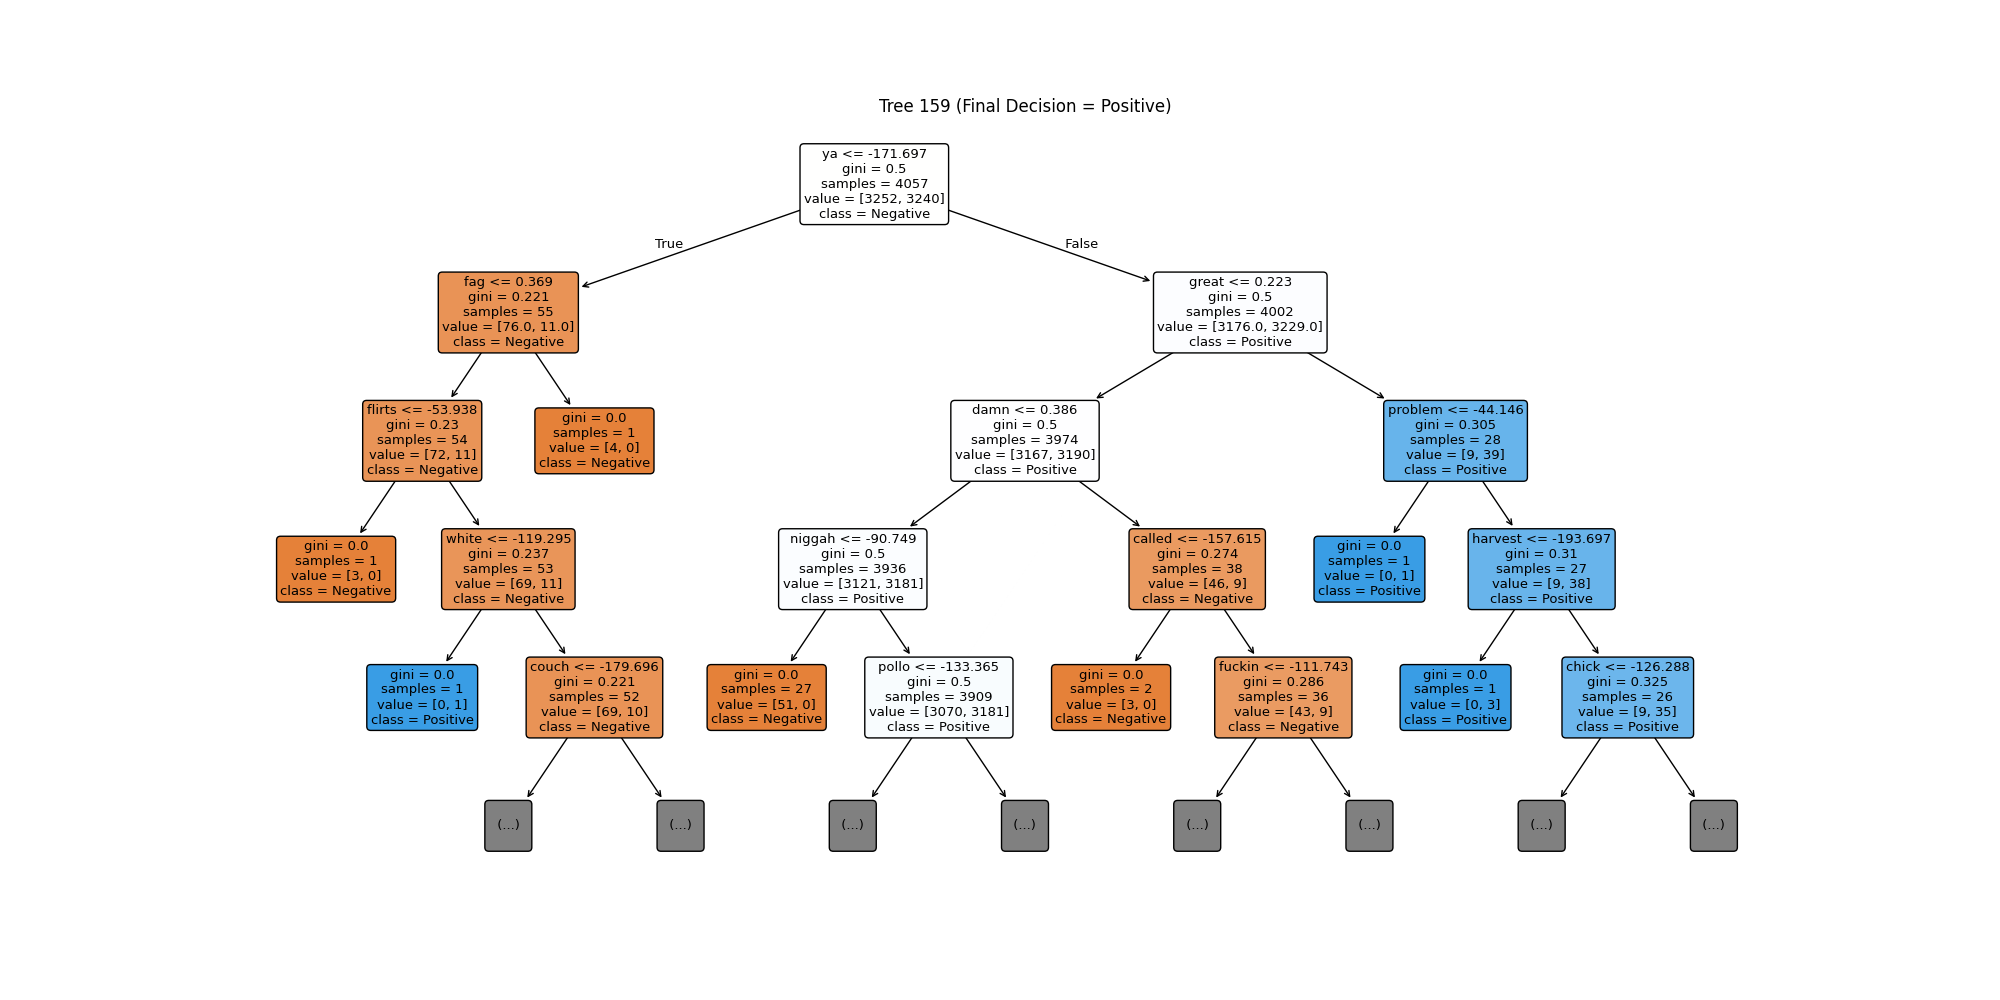 Tree 159 (Final Decision = Positive)
ya <= -171.697
gini = 0.5
samples = 4057
value = [3252, 3240]
class = Negative
True
False
fag <= 0.369
gini = 0.221
samples = 55
value = [76.0, 11.0]
class = Negative
great <= 0.223
gini = 0.5
samples = 4002
value = [3176.0, 3229.0]
class = Positive
flirts <= -53.938
gini = 0.23
samples = 54
value = [72, 11]
class = Negative
gini = 0.0
samples = 1
value = [4, 0]
class = Negative
damn <= 0.386
gini = 0.5
samples = 3974
value = [3167, 3190]
class = Positive
problem <= -44.146
gini = 0.305
samples = 28
value = [9, 39]
class = Positive
gini = 0.0
samples = 1
value = [3, 0]
class = Negative
white <= -119.295
gini = 0.237
samples = 53
value = [69, 11]
class = Negative
niggah <= -90.749
gini = 0.5
samples = 3936
value = [3121, 3181]
class = Positive
called <= -157.615
gini = 0.274
samples = 38
value = [46, 9]
class = Negative
gini = 0.0
samples = 1
value = [0, 1]
class = Positive
harvest <= -193.697
gini = 0.31
samples = 27
value = [9, 38]
class = Positive
gini = 0.0
samples = 1
value = [0, 1]
class = Positive
couch <= -179.696
gini = 0.221
samples = 52
value = [69, 10]
class = Negative
gini = 0.0
samples = 27
value = [51, 0]
class = Negative
pollo <= -133.365
gini = 0.5
samples = 3909
value = [3070, 3181]
class = Positive
gini = 0.0
samples = 2
value = [3, 0]
class = Negative
fuckin <= -111.743
gini = 0.286
samples = 36
value = [43, 9]
class = Negative
gini = 0.0
samples = 1
value = [0, 3]
class = Positive
chick <= -126.288
gini = 0.325
samples = 26
value = [9, 35]
class = Positive
(...)
(...)
(...)
(...)
(...)
(...)
(...)
(...)